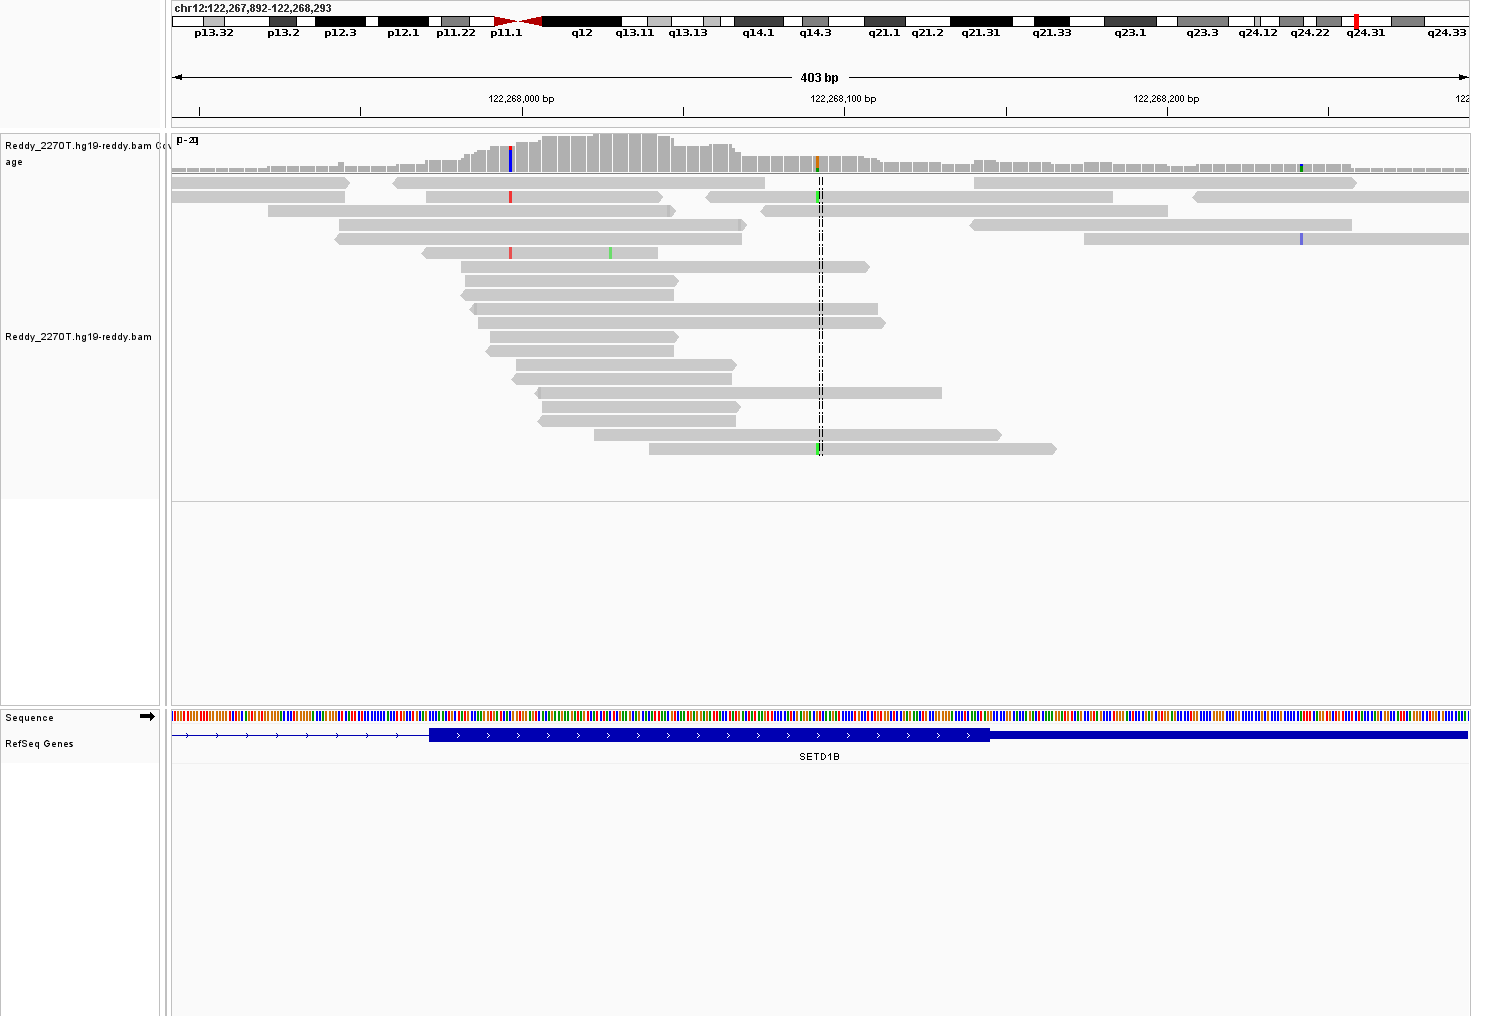 chr12:122,267,892-122,268,293
p13.32 p13.2 p12.3 p12.1 p11.22 p11.1 q12 q13.11 q13.13 q14.1 q14.3 q21.1 q21.2 q21.31 q21.33 q23.1 q23.3 q24.12 q24.22 q24.31 q24.33
403 bp
122,268,000 bp 122,268,100 bp 122,268,200 bp 122
Reddy_2270T.hg19-reddy.bam Cov
age
[0 - 20]
Reddy_2270T.hg19-reddy.bam
Sequence
RefSeq Genes
SETD1B